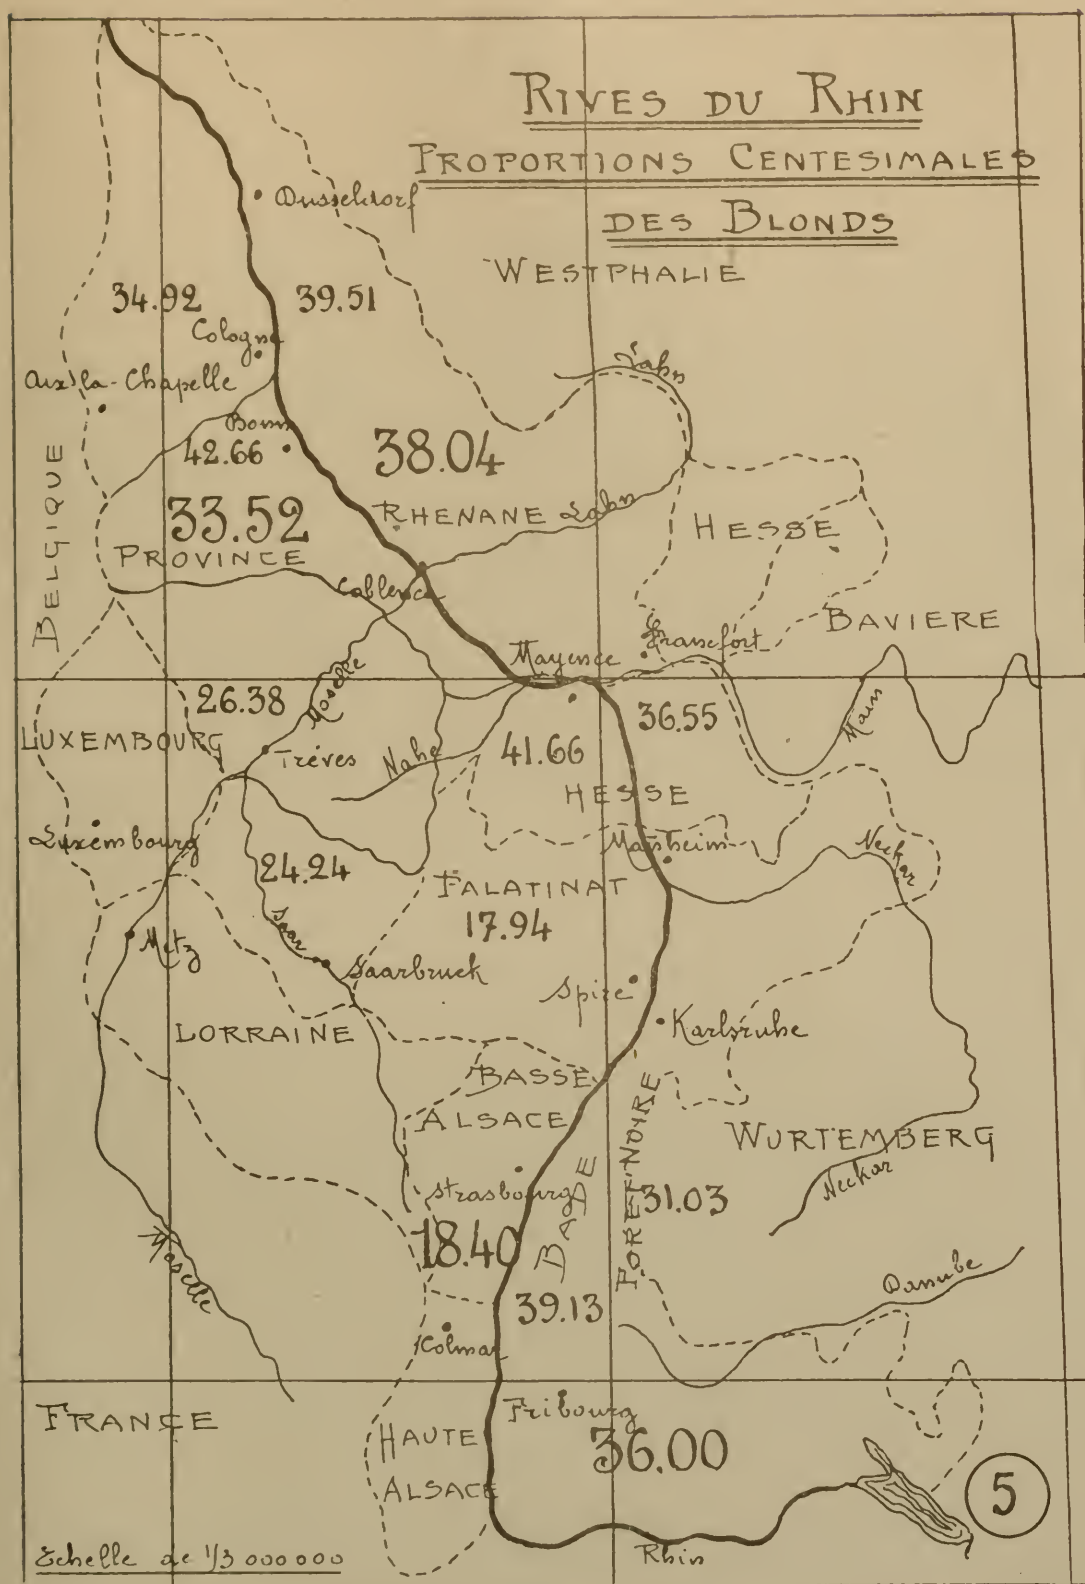 RIVES DU RHIN
PROPORTIONS CENTESIMALES
DES BLONDS
Dusseldorf
WESTPHALIE
34.92
39.51
Cologne
Lahn
Aix-la-Chapelle
Bonn
42.66
38.04
BELGIQUE
33.52
RHENANE
Lahn
HESSE
PROVINCE
Coblence
BAVIERE
Francfort
Mayence
Moselle
26.38
36.55
Main
LUXEMBOURG
Trèves
Nahe
41.66
HESSE
Luxembourg
Manheim
Neckar
24.24
PALATINAT
17.94
Metz
Saar
Saarbruck
Spire
Karlsruhe
LORRAINE
BASSE
ALSACE
FORET NOIRE
WURTEMBERG
Neckar
BADE
Strasbourg
31.03
18.40
Moselle
Danube
39.13
Colmar
FRANCE
Fribourg
HAUTE
ALSACE
36.00
5
Echelle de 1/3 000 000
Rhin